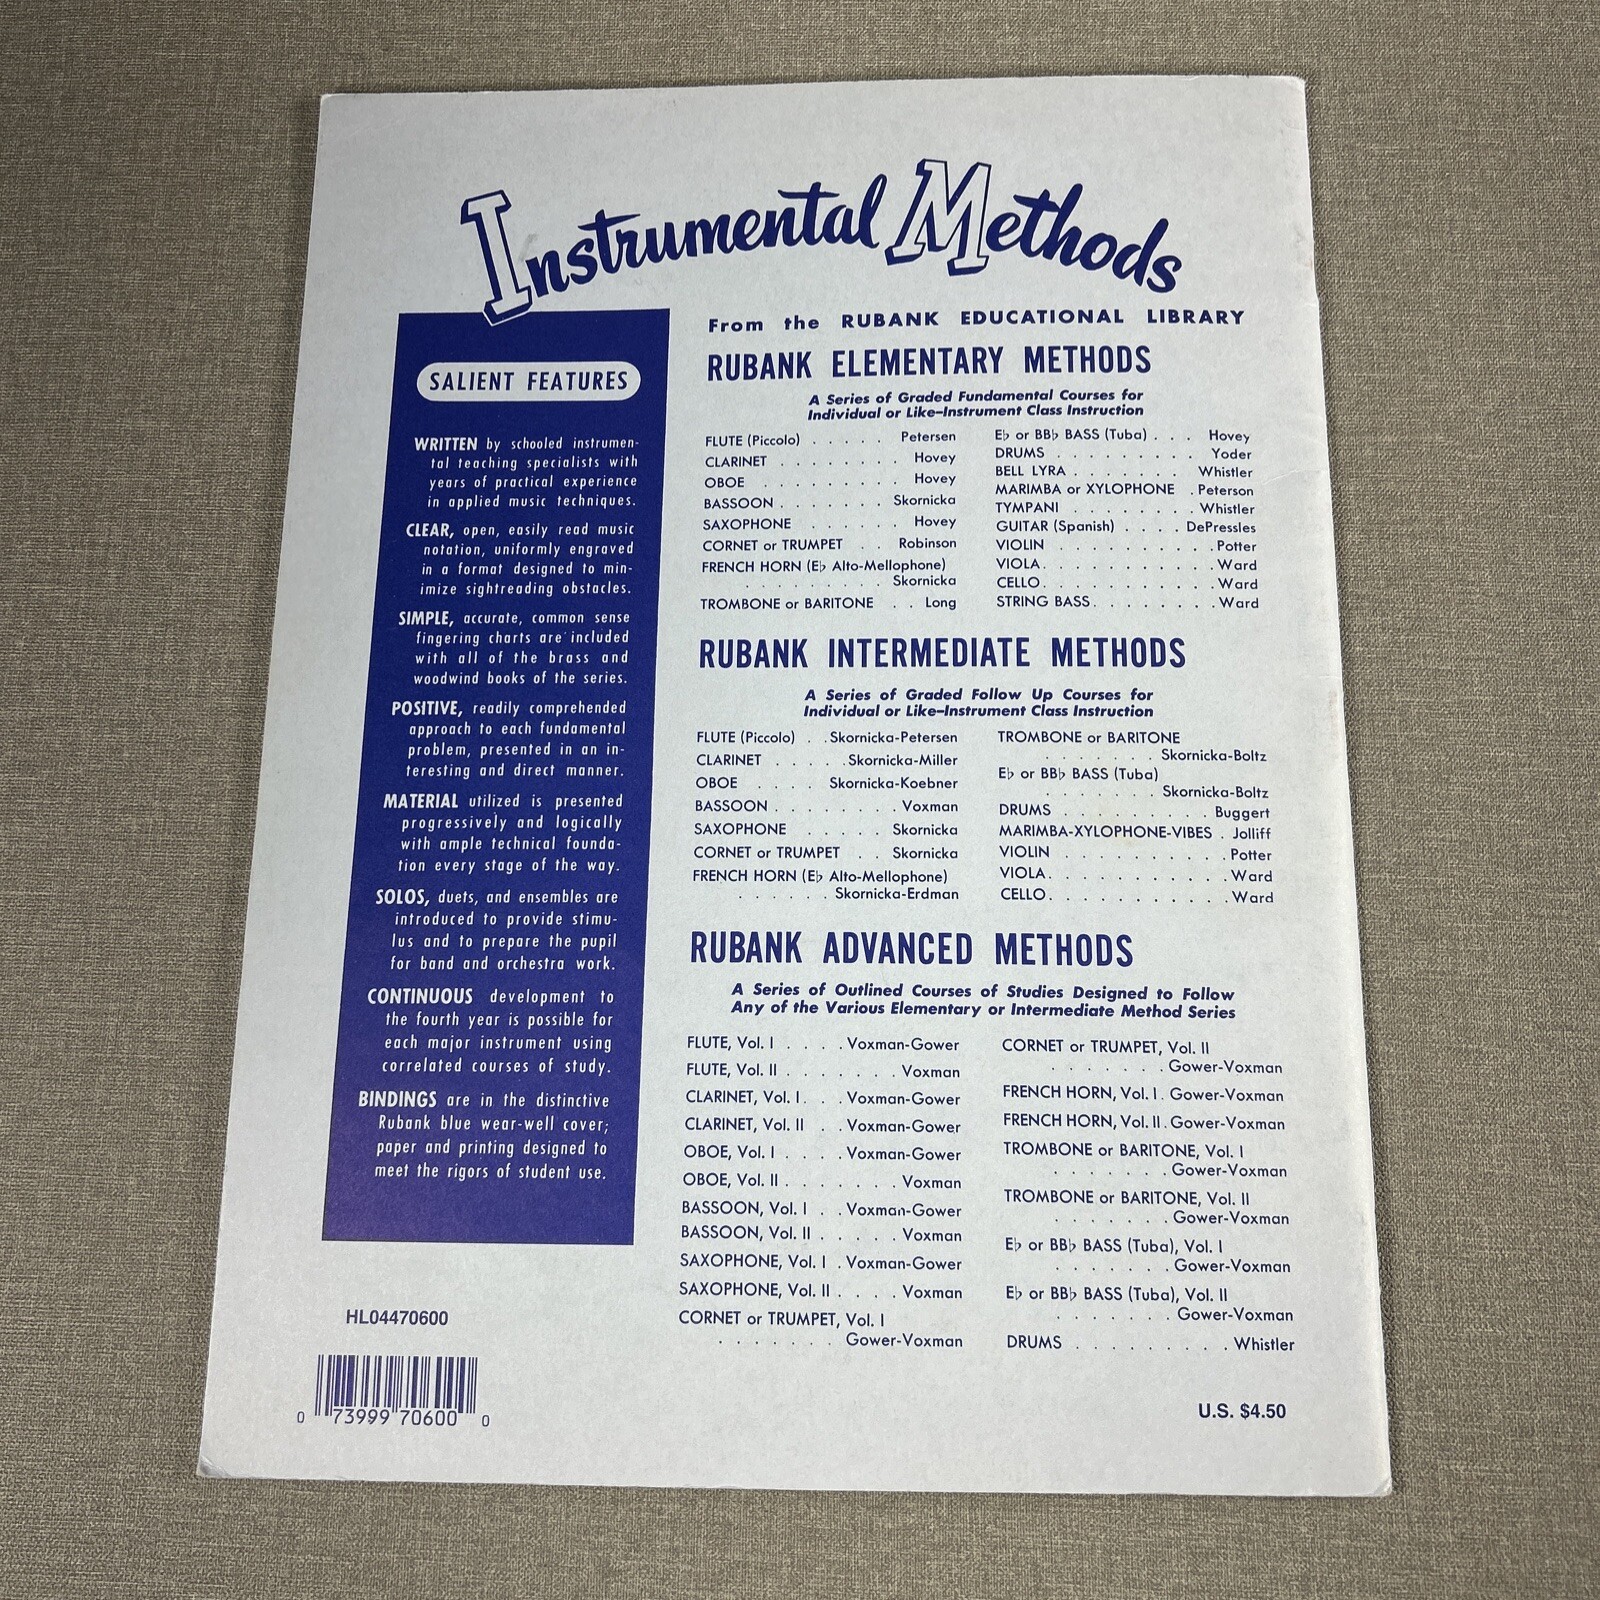 Instrumental Methods
From the RUBANK EDUCATIONAL LIBRARY
SALIENT FEATURES
WRITTEN by schooled instrumen-
tal teaching specialists with
years of practical experience
in applied music techniques.
CLEAR, open, easily read music
notation, uniformly engraved
in a format designed to min-
imize sightreading obstacles.
SIMPLE, accurate, common sense
fingering charts are included
with all of the brass and
woodwind books of the series.
POSITIVE, readily comprehended
approach to each fundamental
problem, presented in an in-
teresting and direct manner.
MATERIAL utilized is presented
progressively and logically
with ample technical founda-
tion every stage of the way.
SOLOS, duets, and ensembles are
introduced to provide stimu-
lus and to prepare the pupil
for band and orchestra work.
CONTINUOUS development to
the fourth year is possible for
each major instrument using
correlated courses of study.
BINDINGS are in the distinctive
Rubank blue wear-well cover;
paper and printing designed to
meet the rigors of student use.
HL04470600
0 73999 70600 0
RUBANK ELEMENTARY METHODS
A Series of Graded Fundamental Courses for
Individual or Like-Instrument Class Instruction
FLUTE (Piccolo) . . . . . Petersen
CLARINET . . . . . . . . Hovey
OBOE . . . . . . . . . Hovey
BASSOON . . . . . . . Skornicka
SAXOPHONE . . . . . . Hovey
CORNET or TRUMPET . . Robinson
FRENCH HORN (E♭ Alto-Mellophone)
. . . . . . . . . Skornicka
TROMBONE or BARITONE . . Long
E♭ or BB♭ BASS (Tuba) . . . Hovey
DRUMS . . . . . . . . . Yoder
BELL LYRA . . . . . . . Whistler
MARIMBA or XYLOPHONE . Peterson
TYMPANI . . . . . . . . Whistler
GUITAR (Spanish) . . . . DePressles
VIOLIN . . . . . . . . . . Potter
VIOLA. . . . . . . . . . Ward
CELLO. . . . . . . . . . Ward
STRING BASS. . . . . . . . Ward
RUBANK INTERMEDIATE METHODS
A Series of Graded Follow Up Courses for
Individual or Like-Instrument Class Instruction
FLUTE (Piccolo) . . Skornicka-Petersen
CLARINET . . . . . Skornicka-Miller
OBOE . . . . Skornicka-Koebner
BASSOON . . . . . . . . Voxman
SAXOPHONE . . . . . Skornicka
CORNET or TRUMPET . . Skornicka
FRENCH HORN (E♭ Alto-Mellophone)
. . . . . . Skornicka-Erdman
TROMBONE or BARITONE
. . . . . . . Skornicka-Boltz
E♭ or BB♭ BASS (Tuba)
. . . . . . . Skornicka-Boltz
DRUMS . . . . . . . . . Buggert
MARIMBA-XYLOPHONE-VIBES . Jolliff
VIOLIN . . . . . . . . . . Potter
VIOLA. . . . . . . . . . . Ward
CELLO. . . . . . . . . . . Ward
RUBANK ADVANCED METHODS
A Series of Outlined Courses of Studies Designed to Follow
Any of the Various Elementary or Intermediate Method Series
FLUTE, Vol. I . . . . Voxman-Gower
FLUTE, Vol. II . . . . . . . Voxman
CLARINET, Vol. I. . . Voxman-Gower
CLARINET, Vol. II . . Voxman-Gower
OBOE, Vol. I . . . . Voxman-Gower
OBOE, Vol. II . . . . . . . Voxman
BASSOON, Vol. I . . Voxman-Gower
BASSOON, Vol. II . . . . . Voxman
SAXOPHONE, Vol. I . Voxman-Gower
SAXOPHONE, Vol. II . . . . Voxman
CORNET or TRUMPET, Vol. I
. . . . . . . Gower-Voxman
CORNET or TRUMPET, Vol. II
. . . . . . . Gower-Voxman
FRENCH HORN, Vol. I. Gower-Voxman
FRENCH HORN, Vol. II. Gower-Voxman
TROMBONE or BARITONE, Vol. I
. . . . . . . Gower-Voxman
TROMBONE or BARITONE, Vol. II
. . . . . . . Gower-Voxman
E♭ or BB♭ BASS (Tuba), Vol. I
. . . . . . . Gower-Voxman
E♭ or BB♭ BASS (Tuba), Vol. II
. . . . . . . Gower-Voxman
DRUMS . . . . . . . . . Whistler
U.S. $4.50